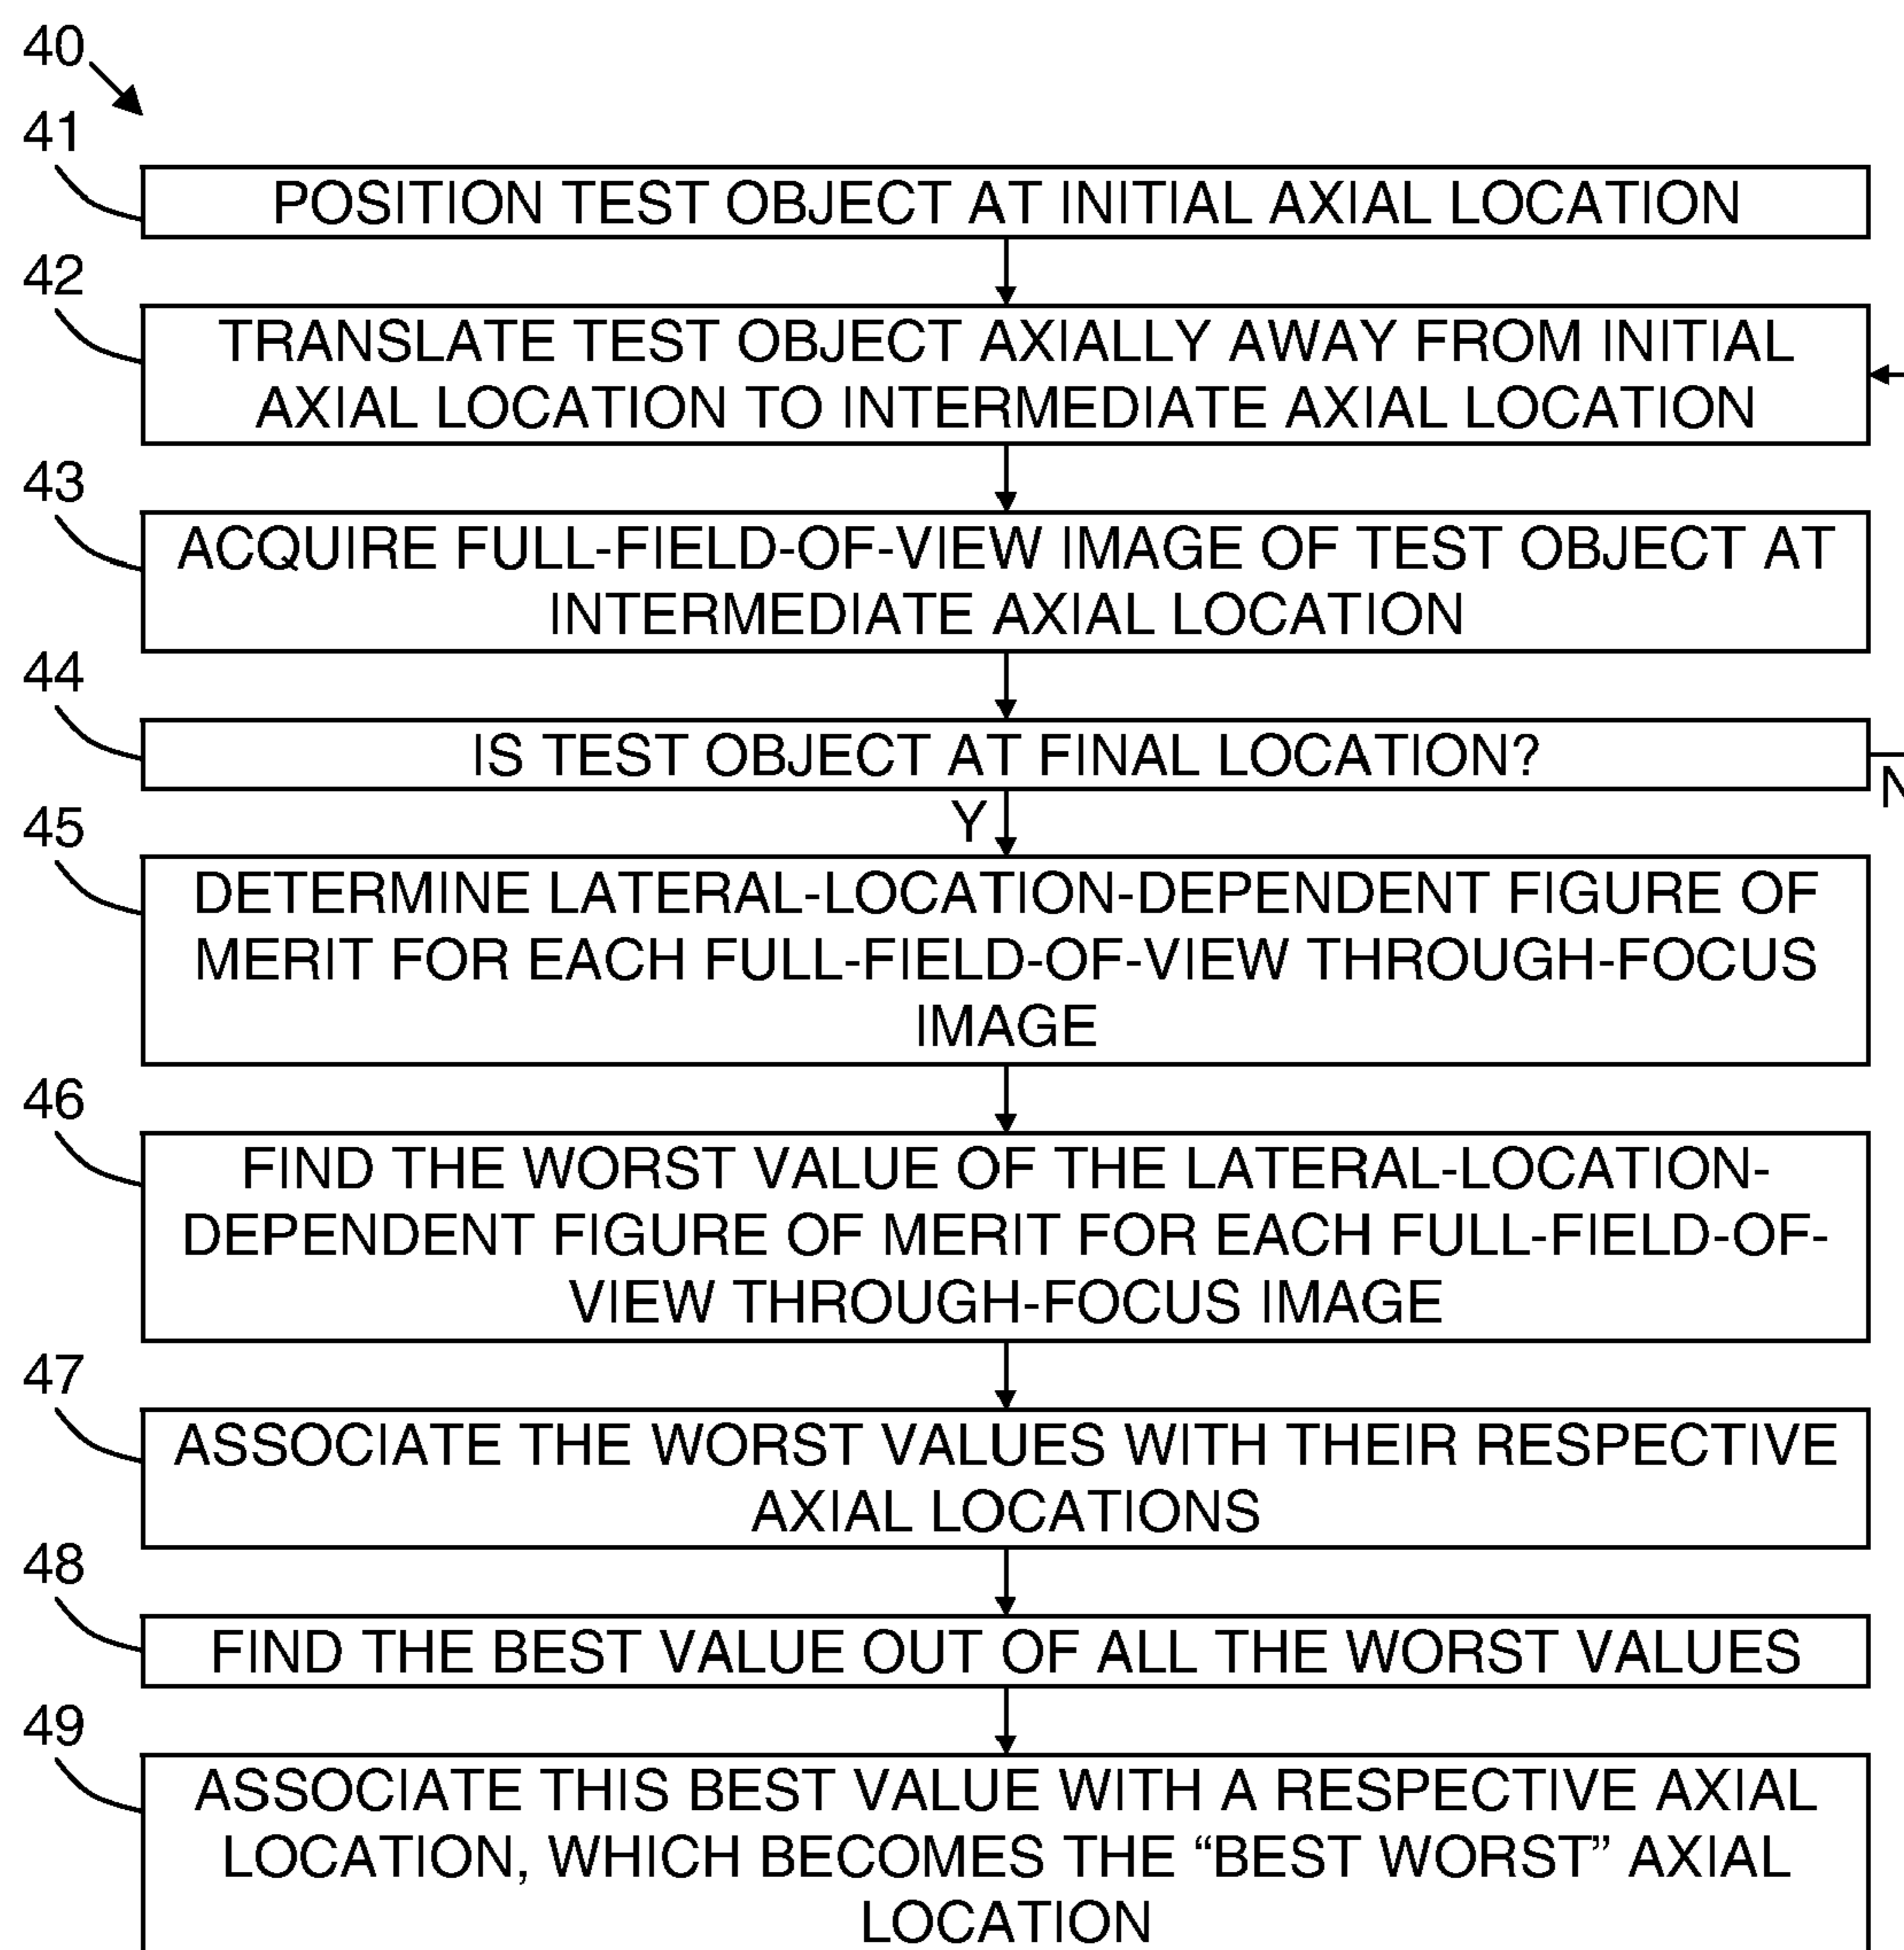 40
41
POSITION TEST OBJECT AT INITIAL AXIAL LOCATION
42
TRANSLATE TEST OBJECT AXIALLY AWAY FROM INITIAL
AXIAL LOCATION TO INTERMEDIATE AXIAL LOCATION
43
ACQUIRE FULL-FIELD-OF-VIEW IMAGE OF TEST OBJECT AT
INTERMEDIATE AXIAL LOCATION
44
IS TEST OBJECT AT FINAL LOCATION?
N
Y
45
DETERMINE LATERAL-LOCATION-DEPENDENT FIGURE OF
MERIT FOR EACH FULL-FIELD-OF-VIEW THROUGH-FOCUS
IMAGE
46
FIND THE WORST VALUE OF THE LATERAL-LOCATION-
DEPENDENT FIGURE OF MERIT FOR EACH FULL-FIELD-OF-
VIEW THROUGH-FOCUS IMAGE
47
ASSOCIATE THE WORST VALUES WITH THEIR RESPECTIVE
AXIAL LOCATIONS
48
FIND THE BEST VALUE OUT OF ALL THE WORST VALUES
49
ASSOCIATE THIS BEST VALUE WITH A RESPECTIVE AXIAL
LOCATION, WHICH BECOMES THE “BEST WORST” AXIAL
LOCATION